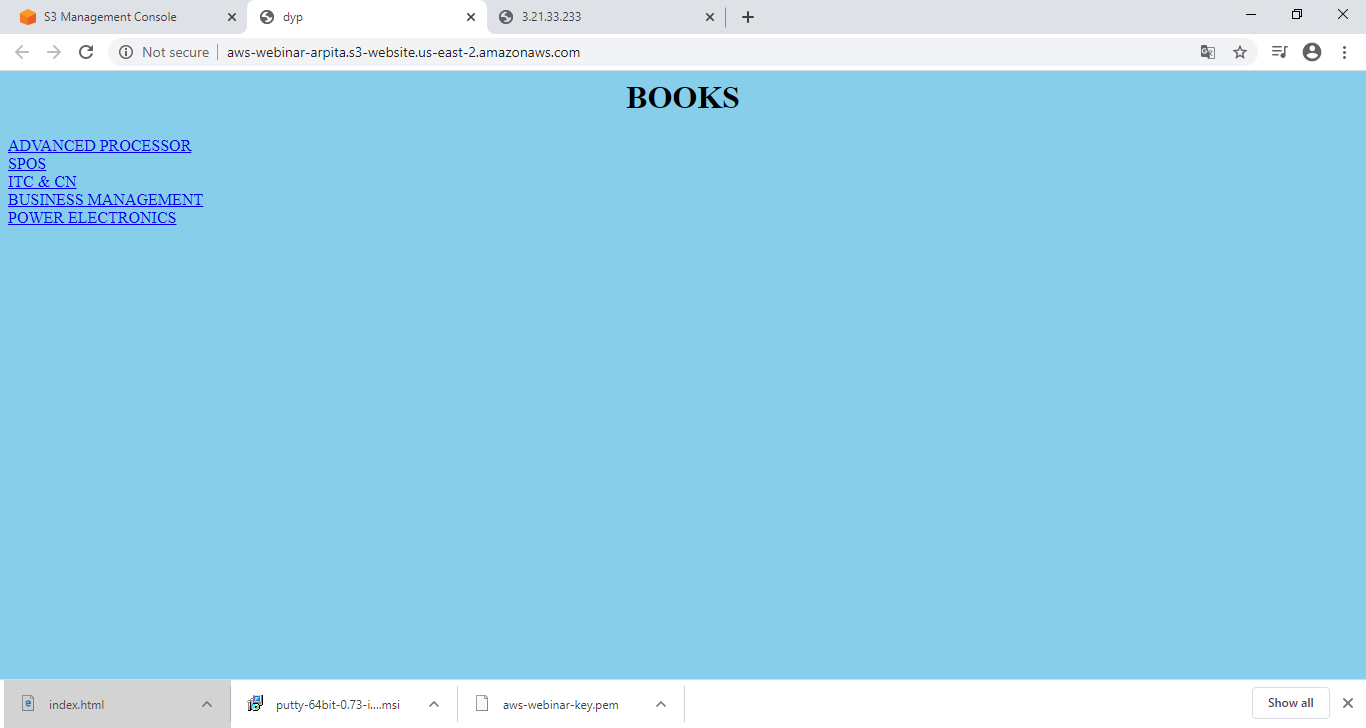 S3 Management Console
dyp
3.21.33.233
Not secure
aws-webinar-arpita.s3-website.us-east-2.amazonaws.com
BOOKS
ADVANCED PROCESSOR
SPOS
ITC & CN
BUSINESS MANAGEMENT
POWER ELECTRONICS
index.html
putty-64bit-0.73-i....msi
aws-webinar-key.pem
Show all